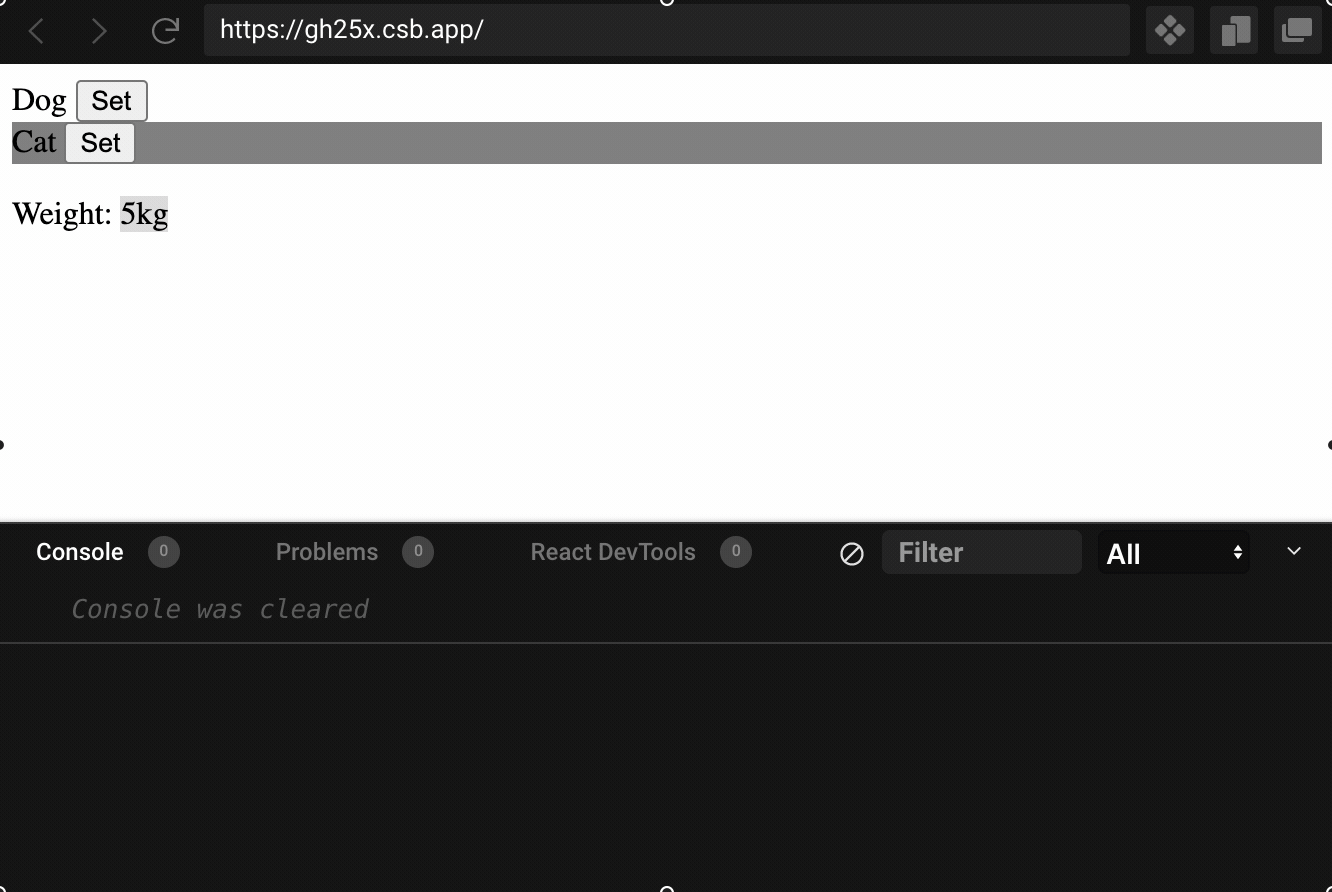 https://gh25x.csb.app/
Dog Set
Cat Set
Weight: 5kg
Console 0 Problems 0 React DevTools 0 Filter All
Console was cleared